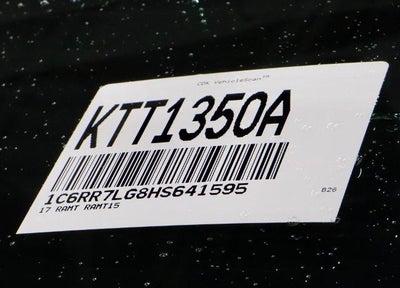 CDK VehicleScan™
KTT1350A
1C6RR7LG8HS641595
17 RAMT RAMT15
B26